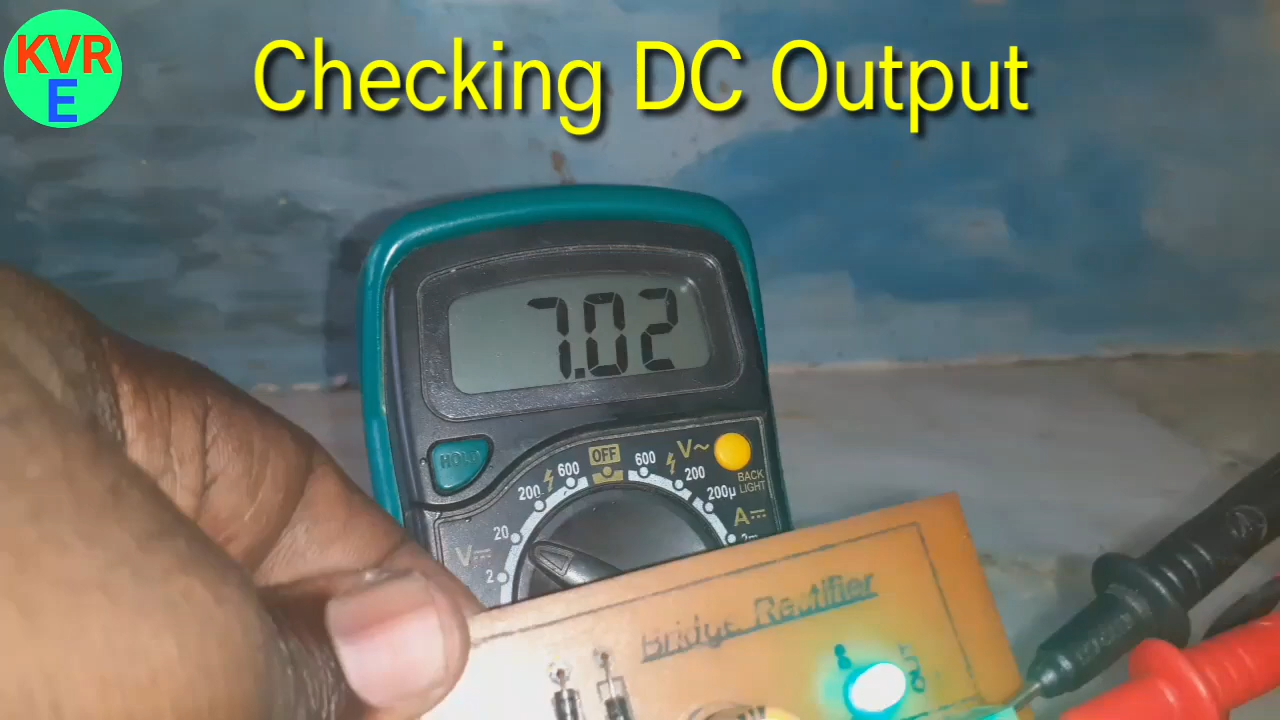 KVR
E
Checking DC Output
7.02
HOLD
OFF
600
600
V~
200
200
BACK
LIGHT
200µ
20
A
V
2
2m
Bridge Rectifier
OUT